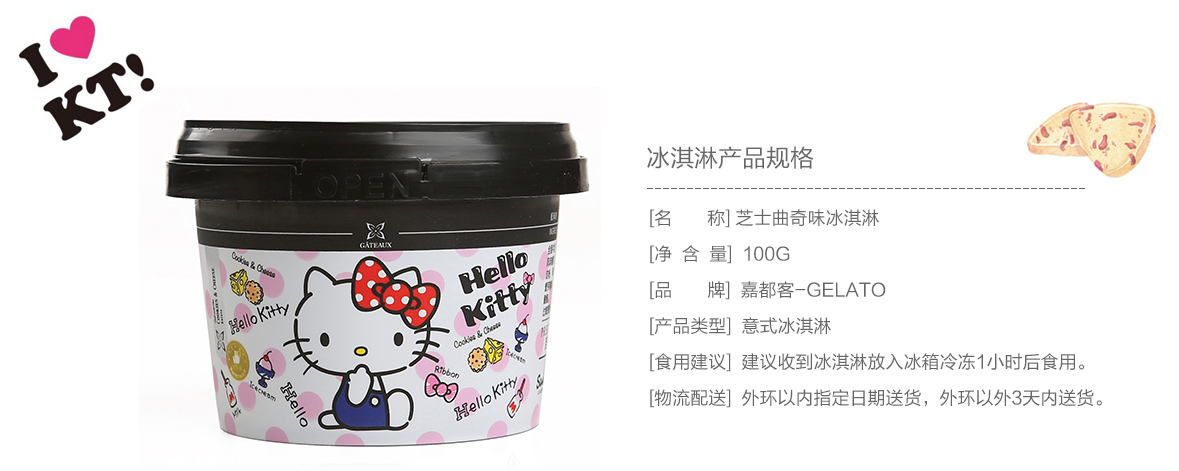 I ♥
KT!
OPEN
GÂTEAUX
Cookies & Cheese
Hello
Kitty
Hello Kitty
Cookies & Cheese
Icecream
Icecream
Ribbon
Hello Kitty
Milk
Hello Kitty
冰淇淋产品规格
[名 称] 芝士曲奇味冰淇淋
[净 含 量] 100G
[品 牌] 嘉都客-GELATO
[产品类型] 意式冰淇淋
[食用建议] 建议收到冰淇淋放入冰箱冷冻1小时后食用。
[物流配送] 外环以内指定日期送货，外环以外3天内送货。